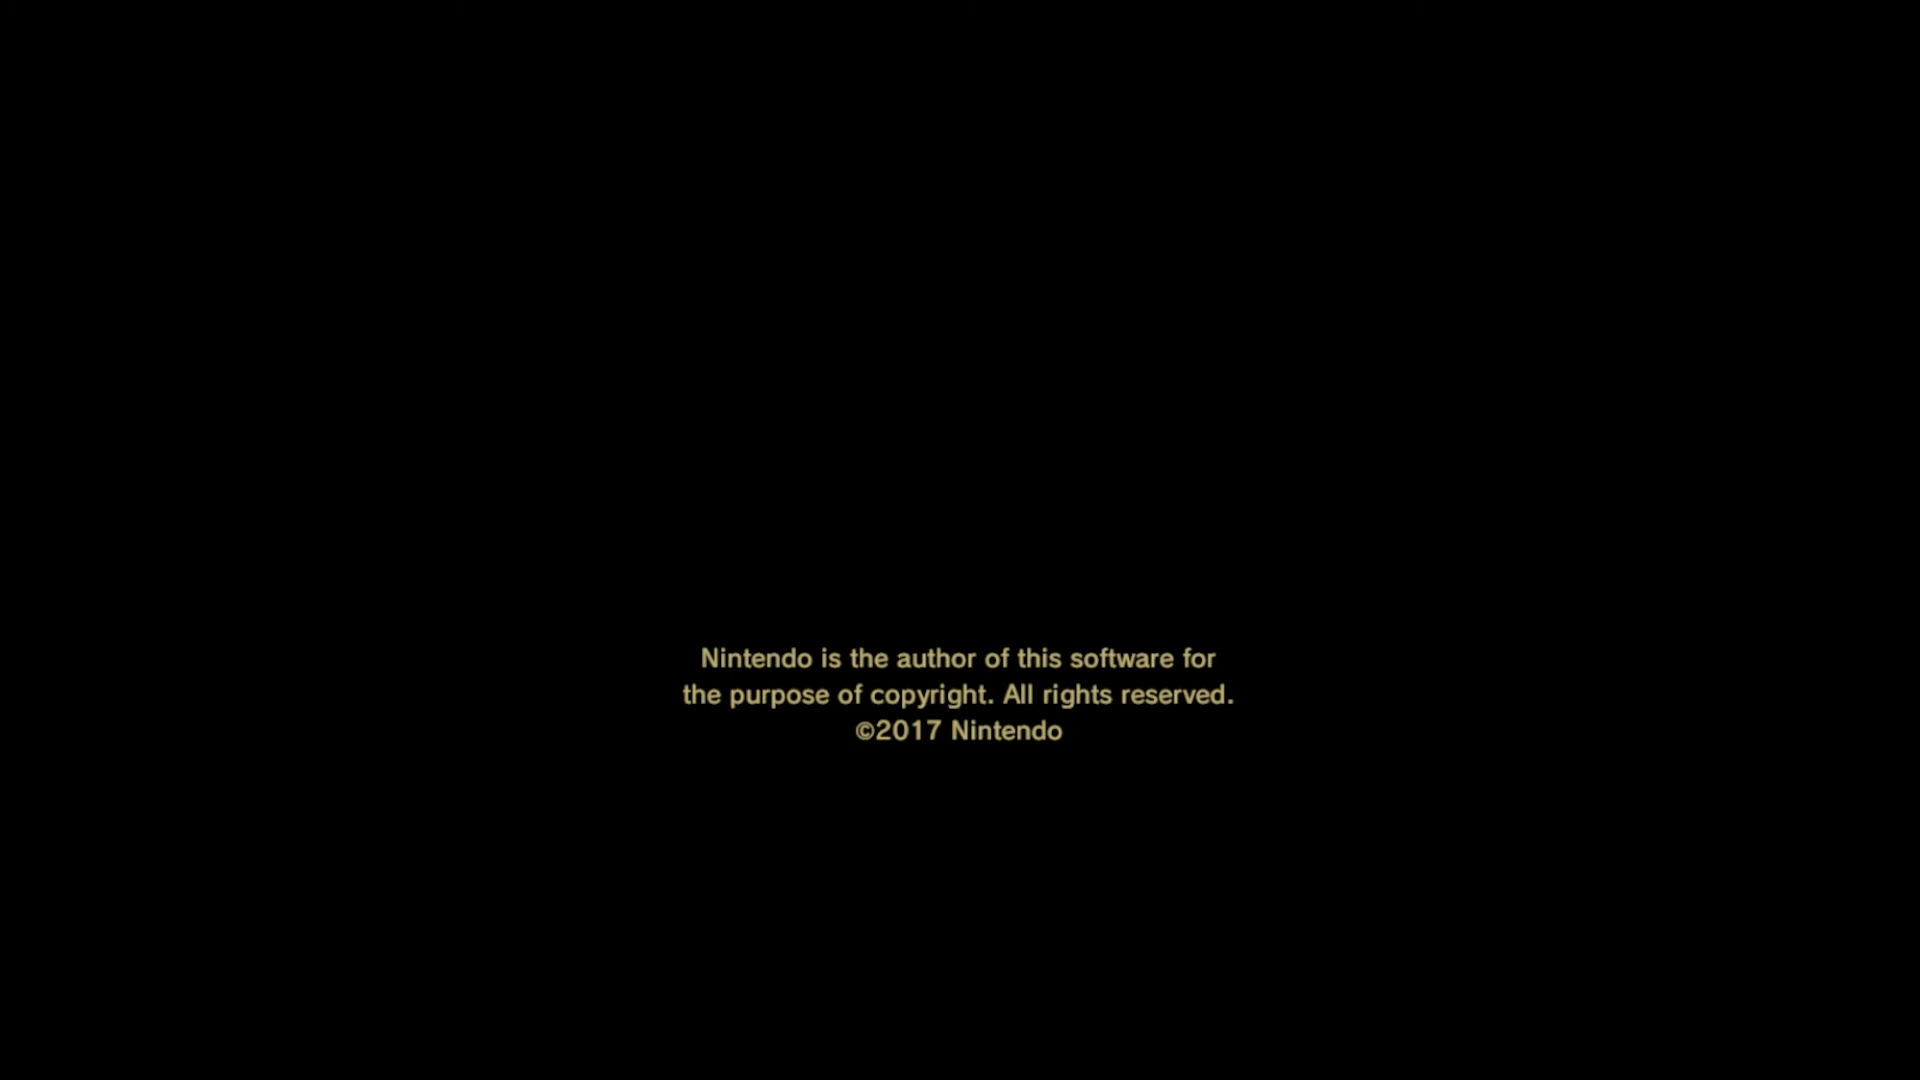 Nintendo is the author of this software for
the purpose of copyright. All rights reserved.
©2017 Nintendo